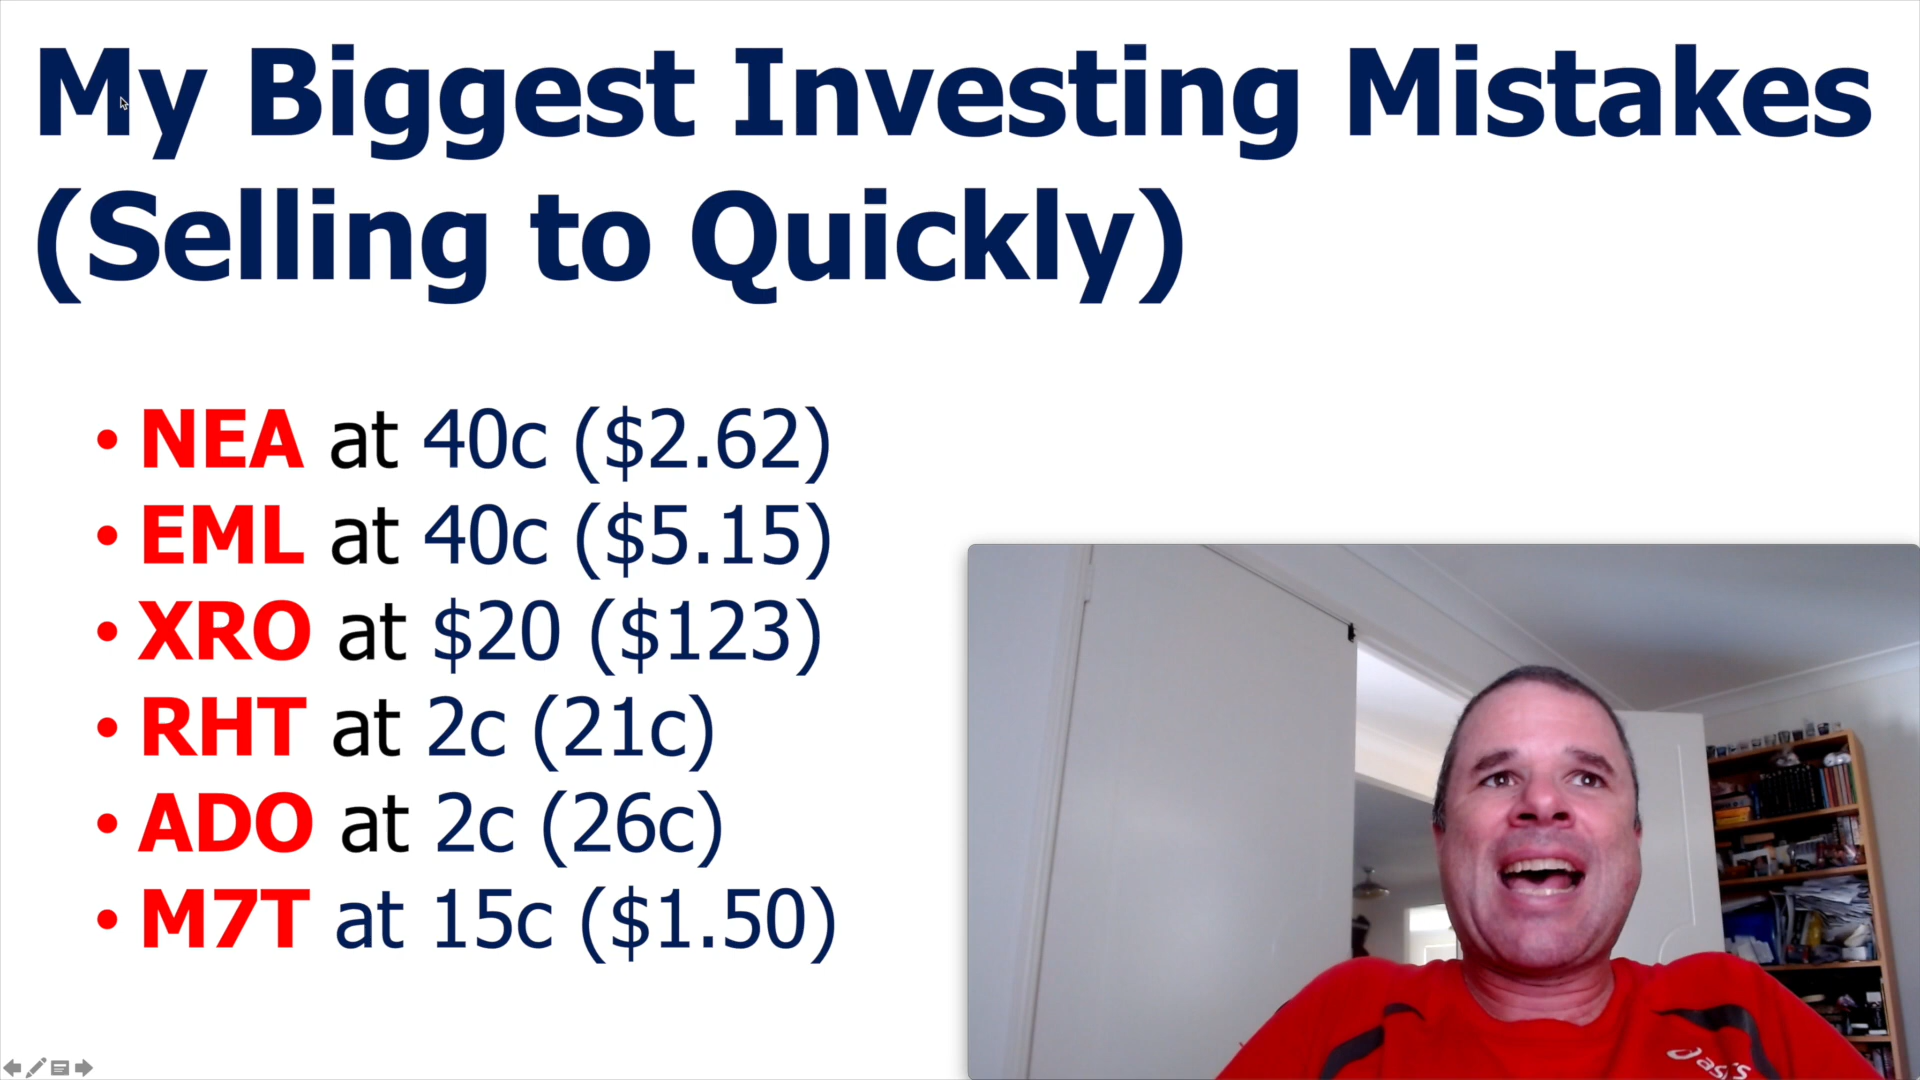 My Biggest Investing Mistakes
(Selling to Quickly)
• NEA at 40c ($2.62)
• EML at 40c ($5.15)
• XRO at $20 ($123)
• RHT at 2c (21c)
• ADO at 2c (26c)
• M7T at 15c ($1.50)
asics